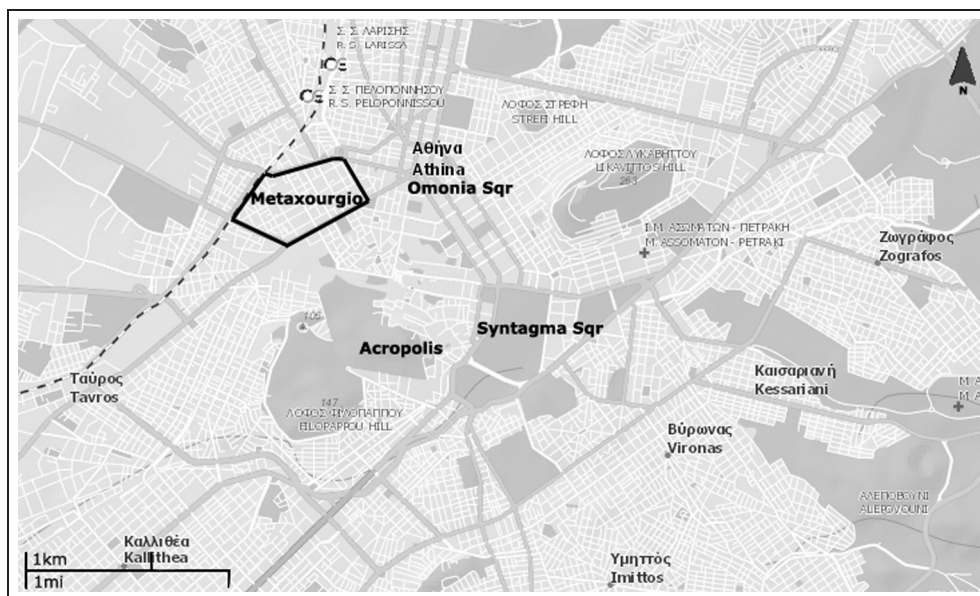 Σ. Σ. ΛΑΡΙΣΗΣ
R. S. LARISSA
Σ. Σ. ΠΕΛΟΠΟΝΝΗΣΟΥ
R. S. PELOPONNISSOU
N
ΛΟΦΟΣ ΣΤΡΕΦΗ
STREFI HILL
Αθήνα
Athina
Omonia Sqr
ΛΟΦΟΣ ΛΥΚΑΒΗΤΤΟΥ
LIKAVITTOS HILL
263
Metaxourgio
Ι. Μ. ΑΣΩΜΑΤΩΝ - ΠΕΤΡΑΚΗ
M. ASSOMATON - PETRAKI
Ζωγράφος
Zografos
106
Syntagma Sqr
Acropolis
Ταύρος
Tavros
Καισαριανή
Kessariani
Μ. Α
M. A
147
ΛΟΦΟΣ ΦΙΛΟΠΑΠΠΟΥ
FILOPAPPOU HILL
Βύρωνας
Vironas
ΑΛΕΠΟΒΟΥΝΙ
ALEPOVOUNI
Καλλιθέα
Kallithea
1km
1mi
Υμηττός
Imittos